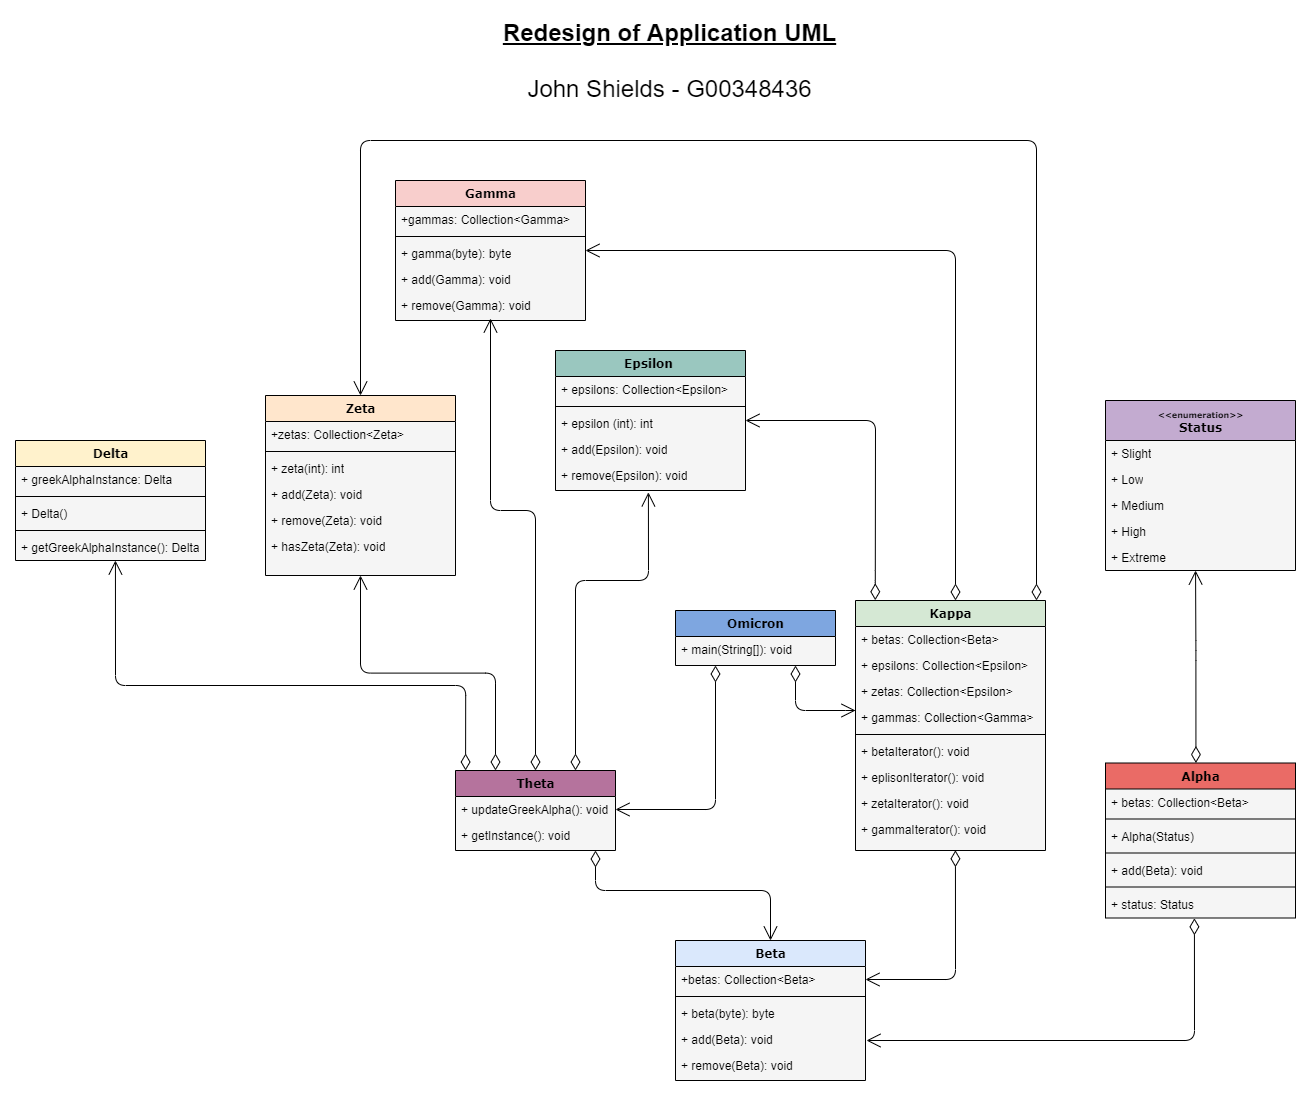 Redesign of Application UML
John Shields - G00348436
Gamma
+gammas: Collection<Gamma>
+ gamma(byte): byte
+ add(Gamma): void
+ remove(Gamma): void
Epsilon
+ epsilons: Collection<Epsilon>
+ epsilon (int): int
+ add(Epsilon): void
+ remove(Epsilon): void
Zeta
+zetas: Collection<Zeta>
+ zeta(int): int
+ add(Zeta): void
+ remove(Zeta): void
+ hasZeta(Zeta): void
Delta
+ greekAlphaInstance: Delta
+ Delta()
+ getGreekAlphaInstance(): Delta
<<enumeration>>
Status
+ Slight
+ Low
+ Medium
+ High
+ Extreme
Omicron
+ main(String[]): void
Kappa
+ betas: Collection<Beta>
+ epsilons: Collection<Epsilon>
+ zetas: Collection<Epsilon>
+ gammas: Collection<Gamma>
+ betaIterator(): void
+ eplisonIterator(): void
+ zetaIterator(): void
+ gammaIterator(): void
Theta
+ updateGreekAlpha(): void
+ getInstance(): void
Alpha
+ betas: Collection<Beta>
+ Alpha(Status)
+ add(Beta): void
+ status: Status
Beta
+betas: Collection<Beta>
+ beta(byte): byte
+ add(Beta): void
+ remove(Beta): void